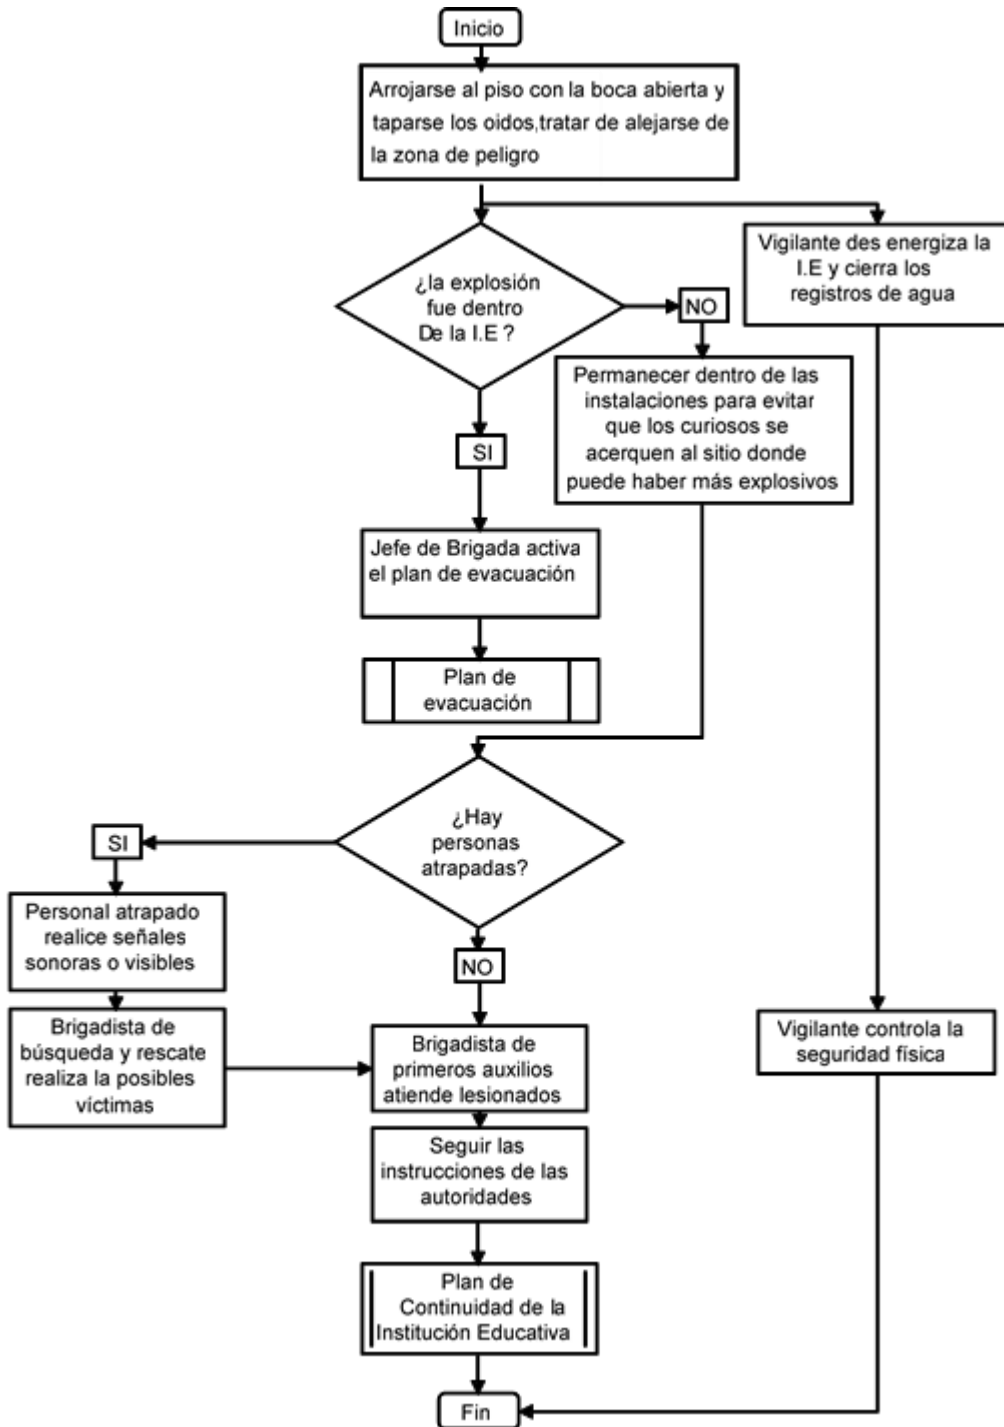 Inicio
Arrojarse al piso con la boca abierta y
taparse los oidos,tratar de alejarse de
la zona de peligro
¿la explosión
fue dentro
De la I.E ?
Vigilante des energiza la
I.E y cierra los
registros de agua
NO
Permanecer dentro de las
instalaciones para evitar
que los curiosos se
acerquen al sitio donde
puede haber más explosivos
SI
Jefe de Brigada activa
el plan de evacuación
Plan de
evacuación
¿Hay
personas
atrapadas?
SI
Personal atrapado
realice señales
sonoras o visibles
Brigadista de
búsqueda y rescate
realiza la posibles
víctimas
NO
Brigadista de
primeros auxilios
atiende lesionados
Vigilante controla la
seguridad física
Seguir las
instrucciones de las
autoridades
Plan de
Continuidad de la
Institución Educativa
Fin